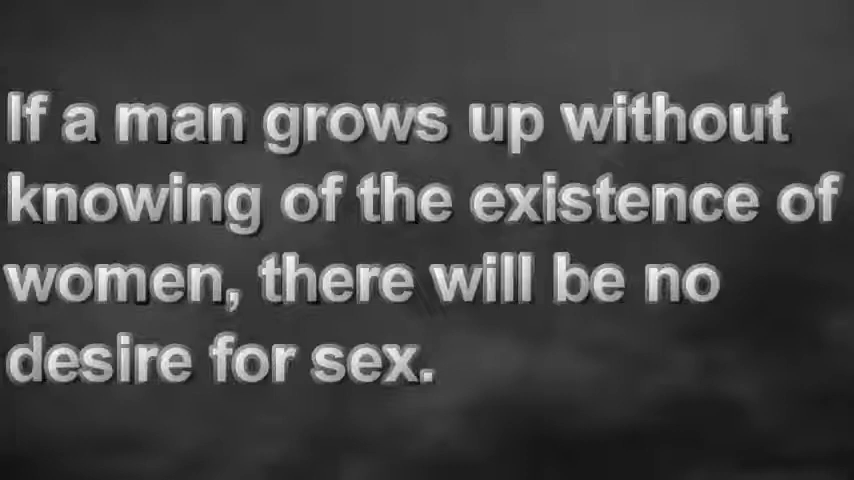 If a man grows up without
knowing of the existence of
women, there will be no
desire for sex.